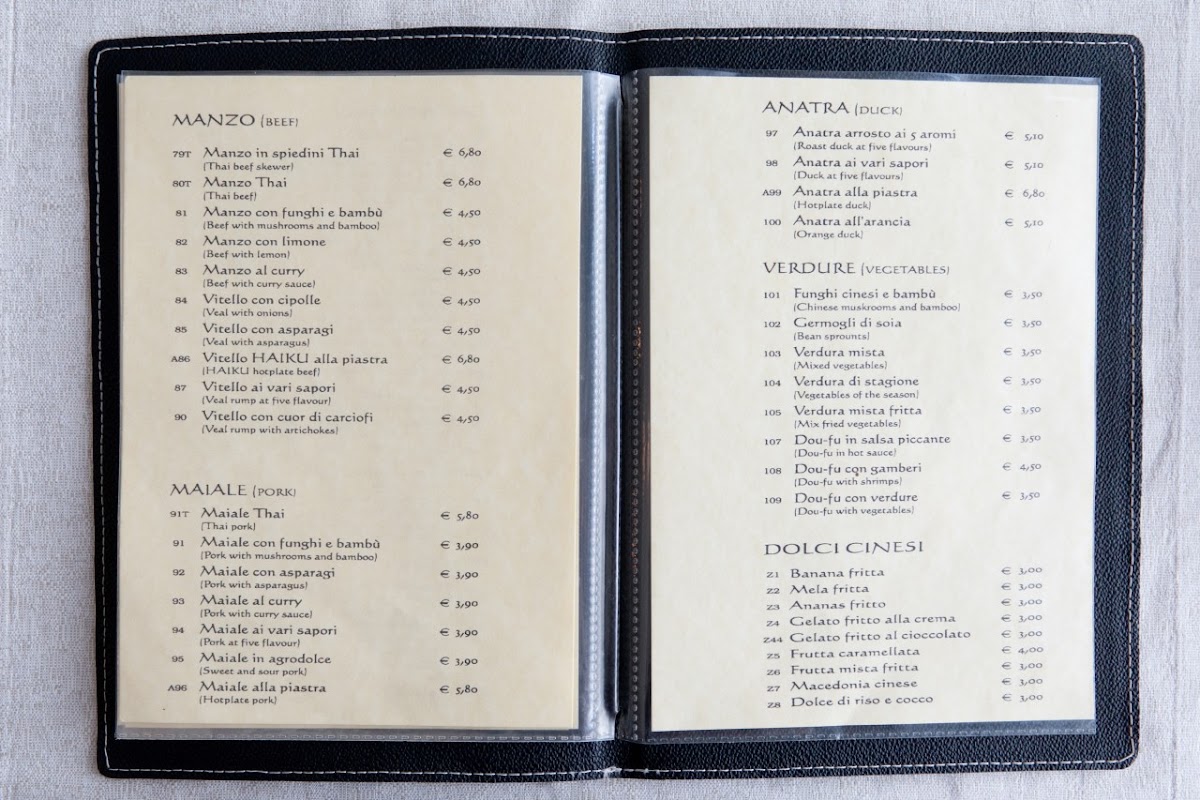 MANZO (BEEF)
79T Manzo in spiedini Thai € 6,80
(Thai beef skewer)
80T Manzo Thai € 6,80
(Thai beef)
81 Manzo con funghi e bambù € 4,50
(Beef with mushrooms and bamboo)
82 Manzo con limone € 4,50
(Beef with lemon)
83 Manzo al curry € 4,50
(Beef with curry sauce)
84 Vitello con cipolle € 4,50
(Veal with onions)
85 Vitello con asparagi € 4,50
(Veal with asparagus)
A86 Vitello HAIKU alla piastra € 6,80
(HAIKU hotplate beef)
87 Vitello ai vari sapori € 4,50
(Veal rump at five flavour)
90 Vitello con cuor di carciofi € 4,50
(Veal rump with artichokes)
MAIALE (PORK)
91T Maiale Thai € 5,80
(Thai pork)
91 Maiale con funghi e bambù € 3,90
(Pork with mushrooms and bamboo)
92 Maiale con asparagi € 3,90
(Pork with asparagus)
93 Maiale al curry € 3,90
(Pork with curry sauce)
94 Maiale ai vari sapori € 3,90
(Pork at five flavour)
95 Maiale in agrodolce € 3,90
(Sweet and sour pork)
A96 Maiale alla piastra € 5,80
(Hotplate pork)
ANATRA (DUCK)
97 Anatra arrosto ai 5 aromi € 5,10
(Roast duck at five flavours)
98 Anatra ai vari sapori € 5,10
(Duck at five flavours)
A99 Anatra alla piastra € 6,80
(Hotplate duck)
100 Anatra all'arancia € 5,10
(Orange duck)
VERDURE (VEGETABLES)
101 Funghi cinesi e bambù € 3,50
(Chinese muskrooms and bamboo)
102 Germogli di soia € 3,50
(Bean sprounts)
103 Verdura mista € 3,50
(Mixed vegetables)
104 Verdura di stagione € 3,50
(Vegetables of the season)
105 Verdura mista fritta € 3,50
(Mix fried vegetables)
107 Dou-fu in salsa piccante € 3,50
(Dou-fu in hot sauce)
108 Dou-fu con gamberi € 4,50
(Dou-fu with shrimps)
109 Dou-fu con verdure € 3,50
(Dou-fu with vegetables)
DOLCI CINESI
Z1 Banana fritta € 3,00
Z2 Mela fritta € 3,00
Z3 Ananas fritto € 3,00
Z4 Gelato fritto alla crema € 3,00
Z44 Gelato fritto al cioccolato € 3,00
Z5 Frutta caramellata € 4,00
Z6 Frutta mista fritta € 3,00
Z7 Macedonia cinese € 3,00
Z8 Dolce di riso e cocco € 3,00